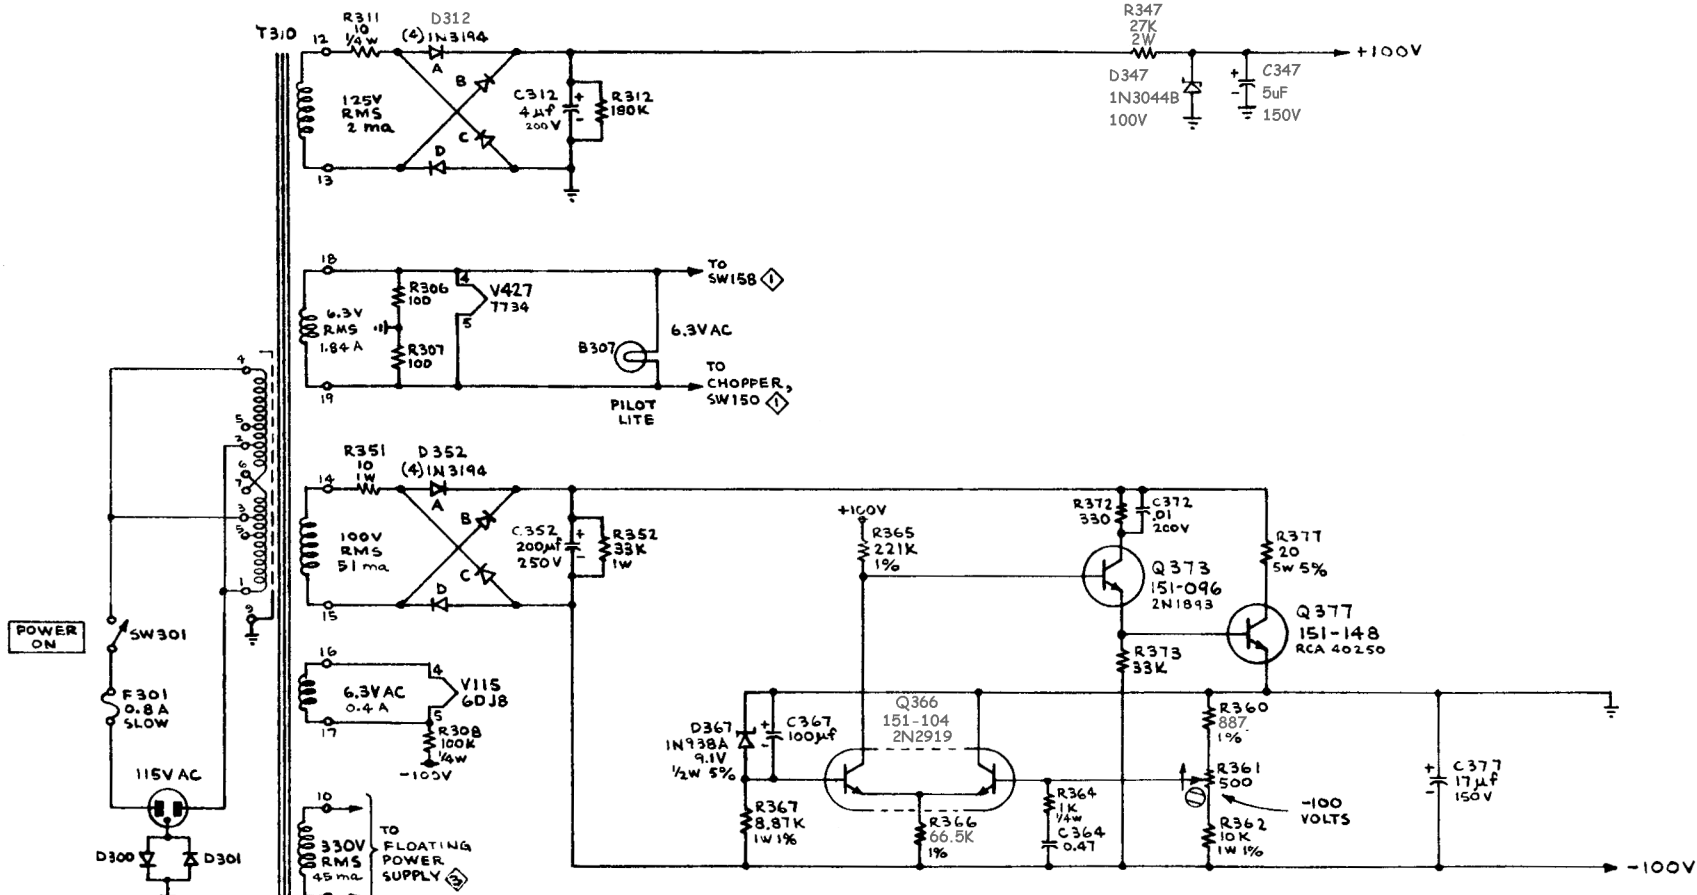 T310
12
R311
10
1/4W
D312
(4) 1N3194
A
B
C
D
125V
RMS
2 ma
13
C312
4 µf
200V
+
-
R312
180K
R347
27K
2W
+100V
D347
1N3044B
100V
+
-
C347
5uF
150V
18
6.3V
RMS
1.84 A
19
R306
100
R307
100
4
5
V427
7734
B307
PILOT
LITE
6.3VAC
TO
SW158 1
TO
CHOPPER,
SW150 1
4
5
2
6
7
3
1
9
14
R351
10
1W
D352
(4) 1N3194
A
B
C
D
100V
RMS
51 ma
15
C352
200µf
250V
+
-
R352
33K
1W
+100V
R365
221K
1%
R372
330
C372
.01
200V
Q373
151-096
2N1893
R377
20
5W 5%
Q377
151-148
RCA 40250
R373
33K
POWER
ON
SW301
F301
0.8 A
SLOW
115VAC
D300
D301
16
6.3VAC
0.4 A
17
4
5
V115
6DJ8
R308
100K
1/4W
-100V
10
330V
RMS
45 ma
TO
FLOATING
POWER
SUPPLY 3
D367
1N938A
9.1V
1/2W 5%
+
-
C367
100µf
R367
8.87K
1W 1%
Q366
151-104
2N2919
R366
66.5K
1%
R364
1K
1/4W
C364
0.47
R360
887
1%
R361
500
-100
VOLTS
R362
10K
1W 1%
+
-
C377
17µf
150V
-100V